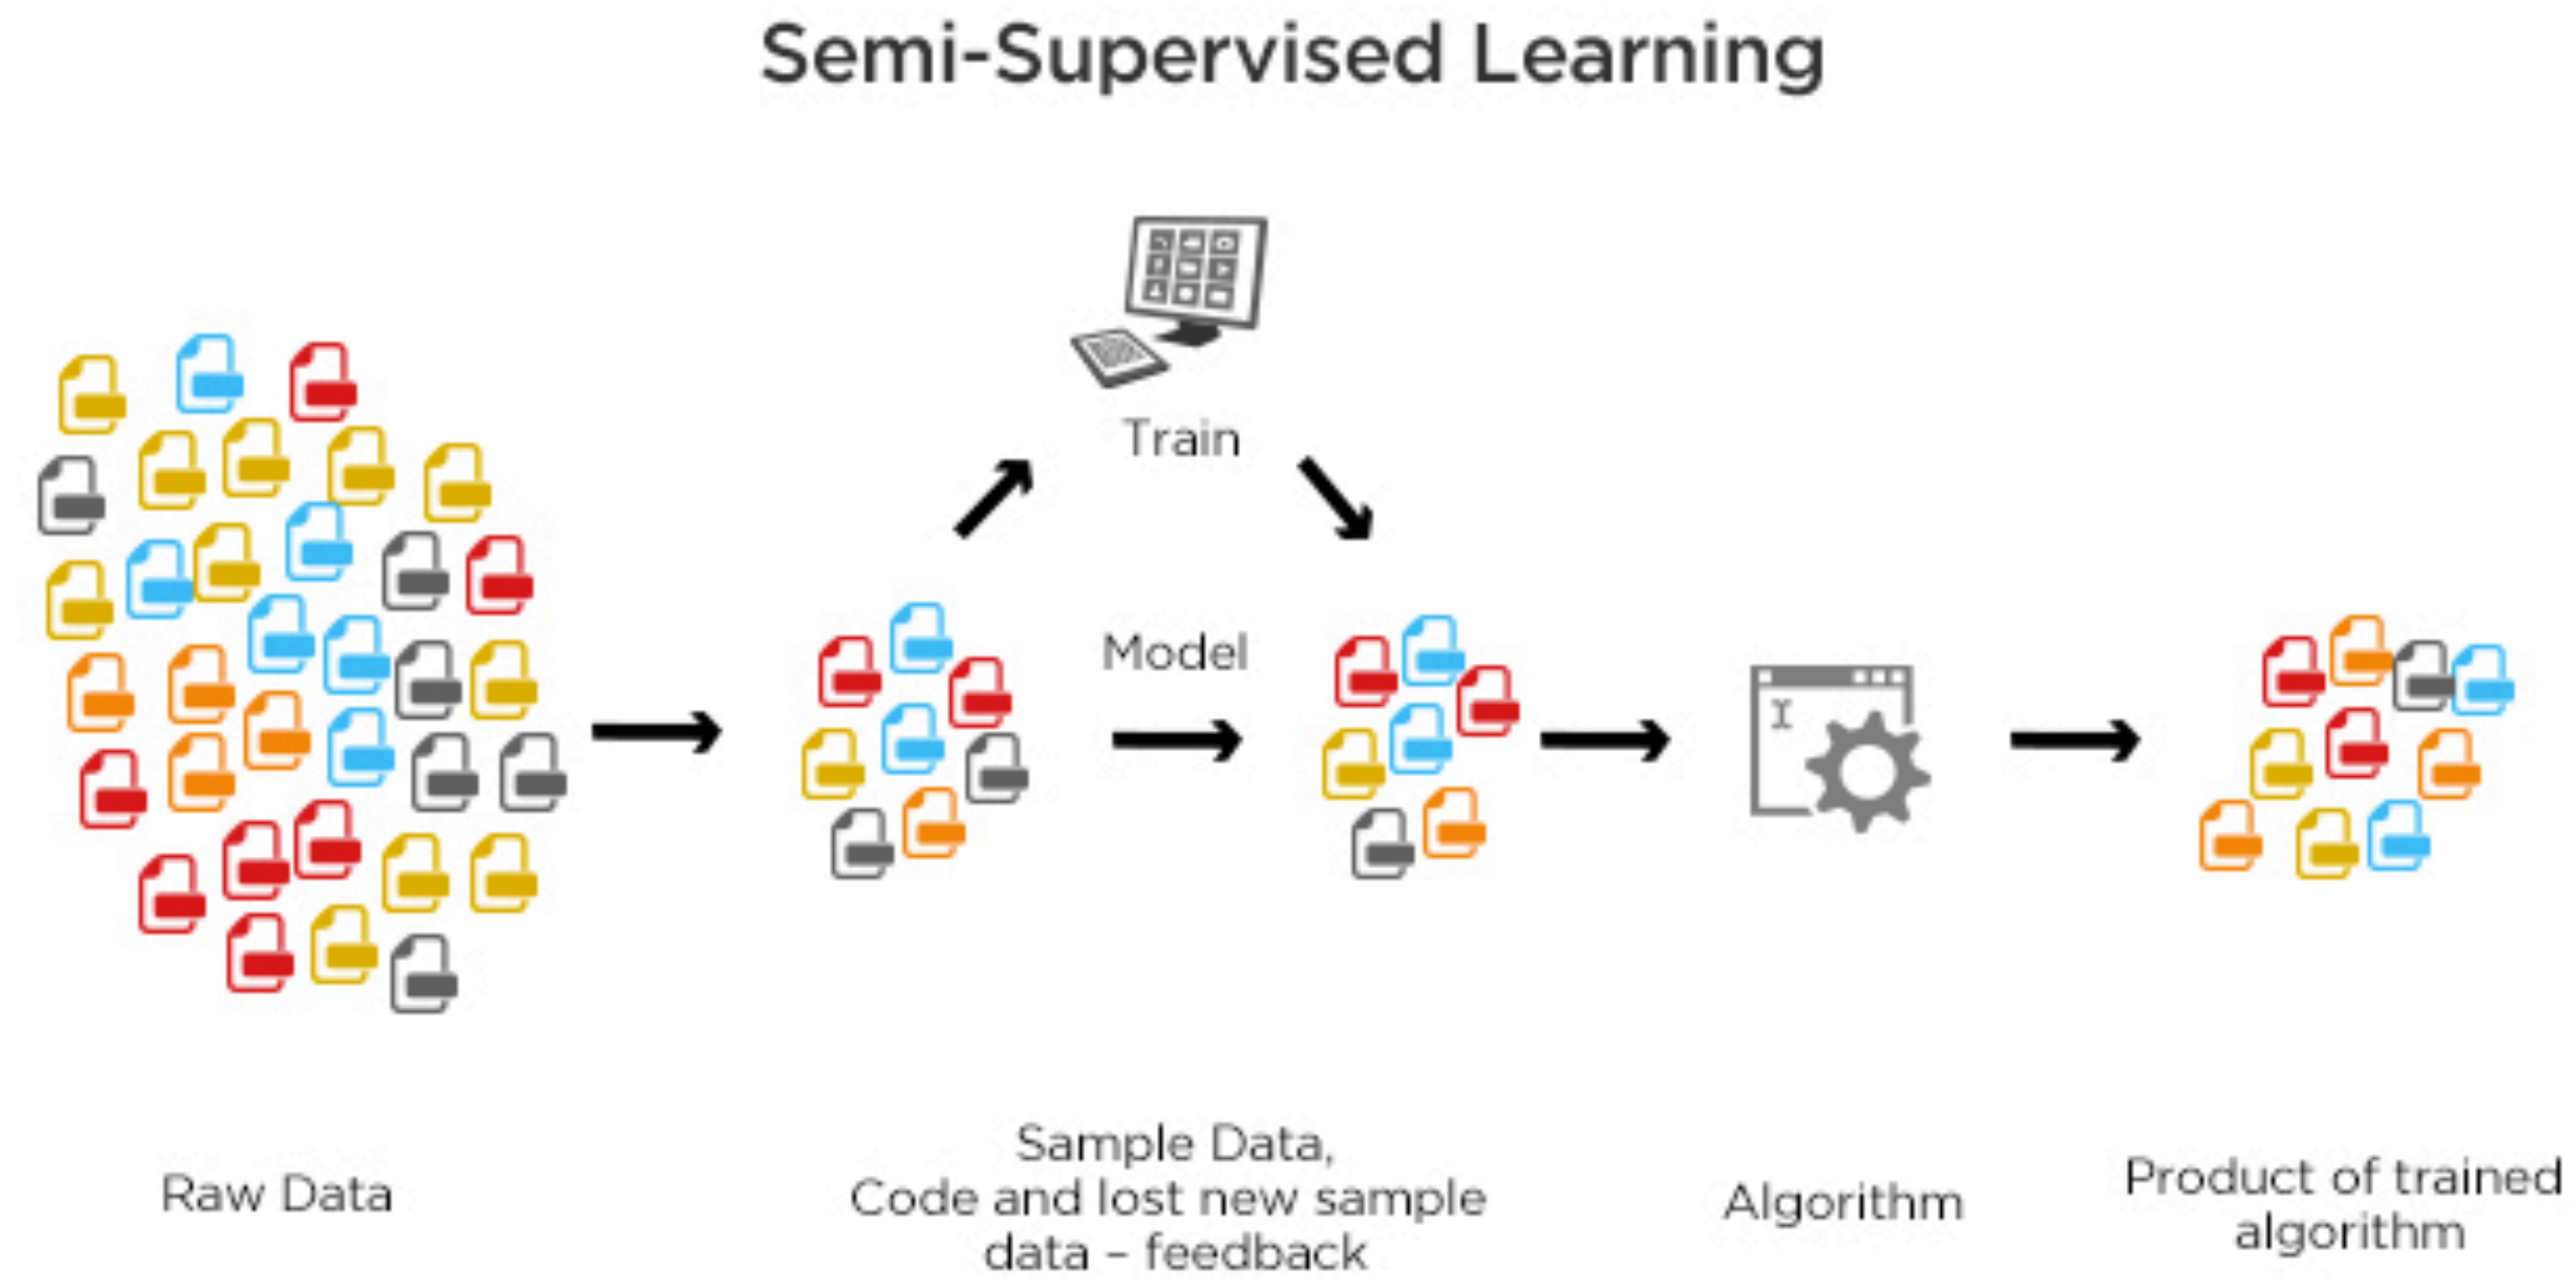 Semi-Supervised Learning
Train
Model
Raw Data
Sample Data,
Code and lost new sample
data – feedback
Algorithm
Product of trained
algorithm